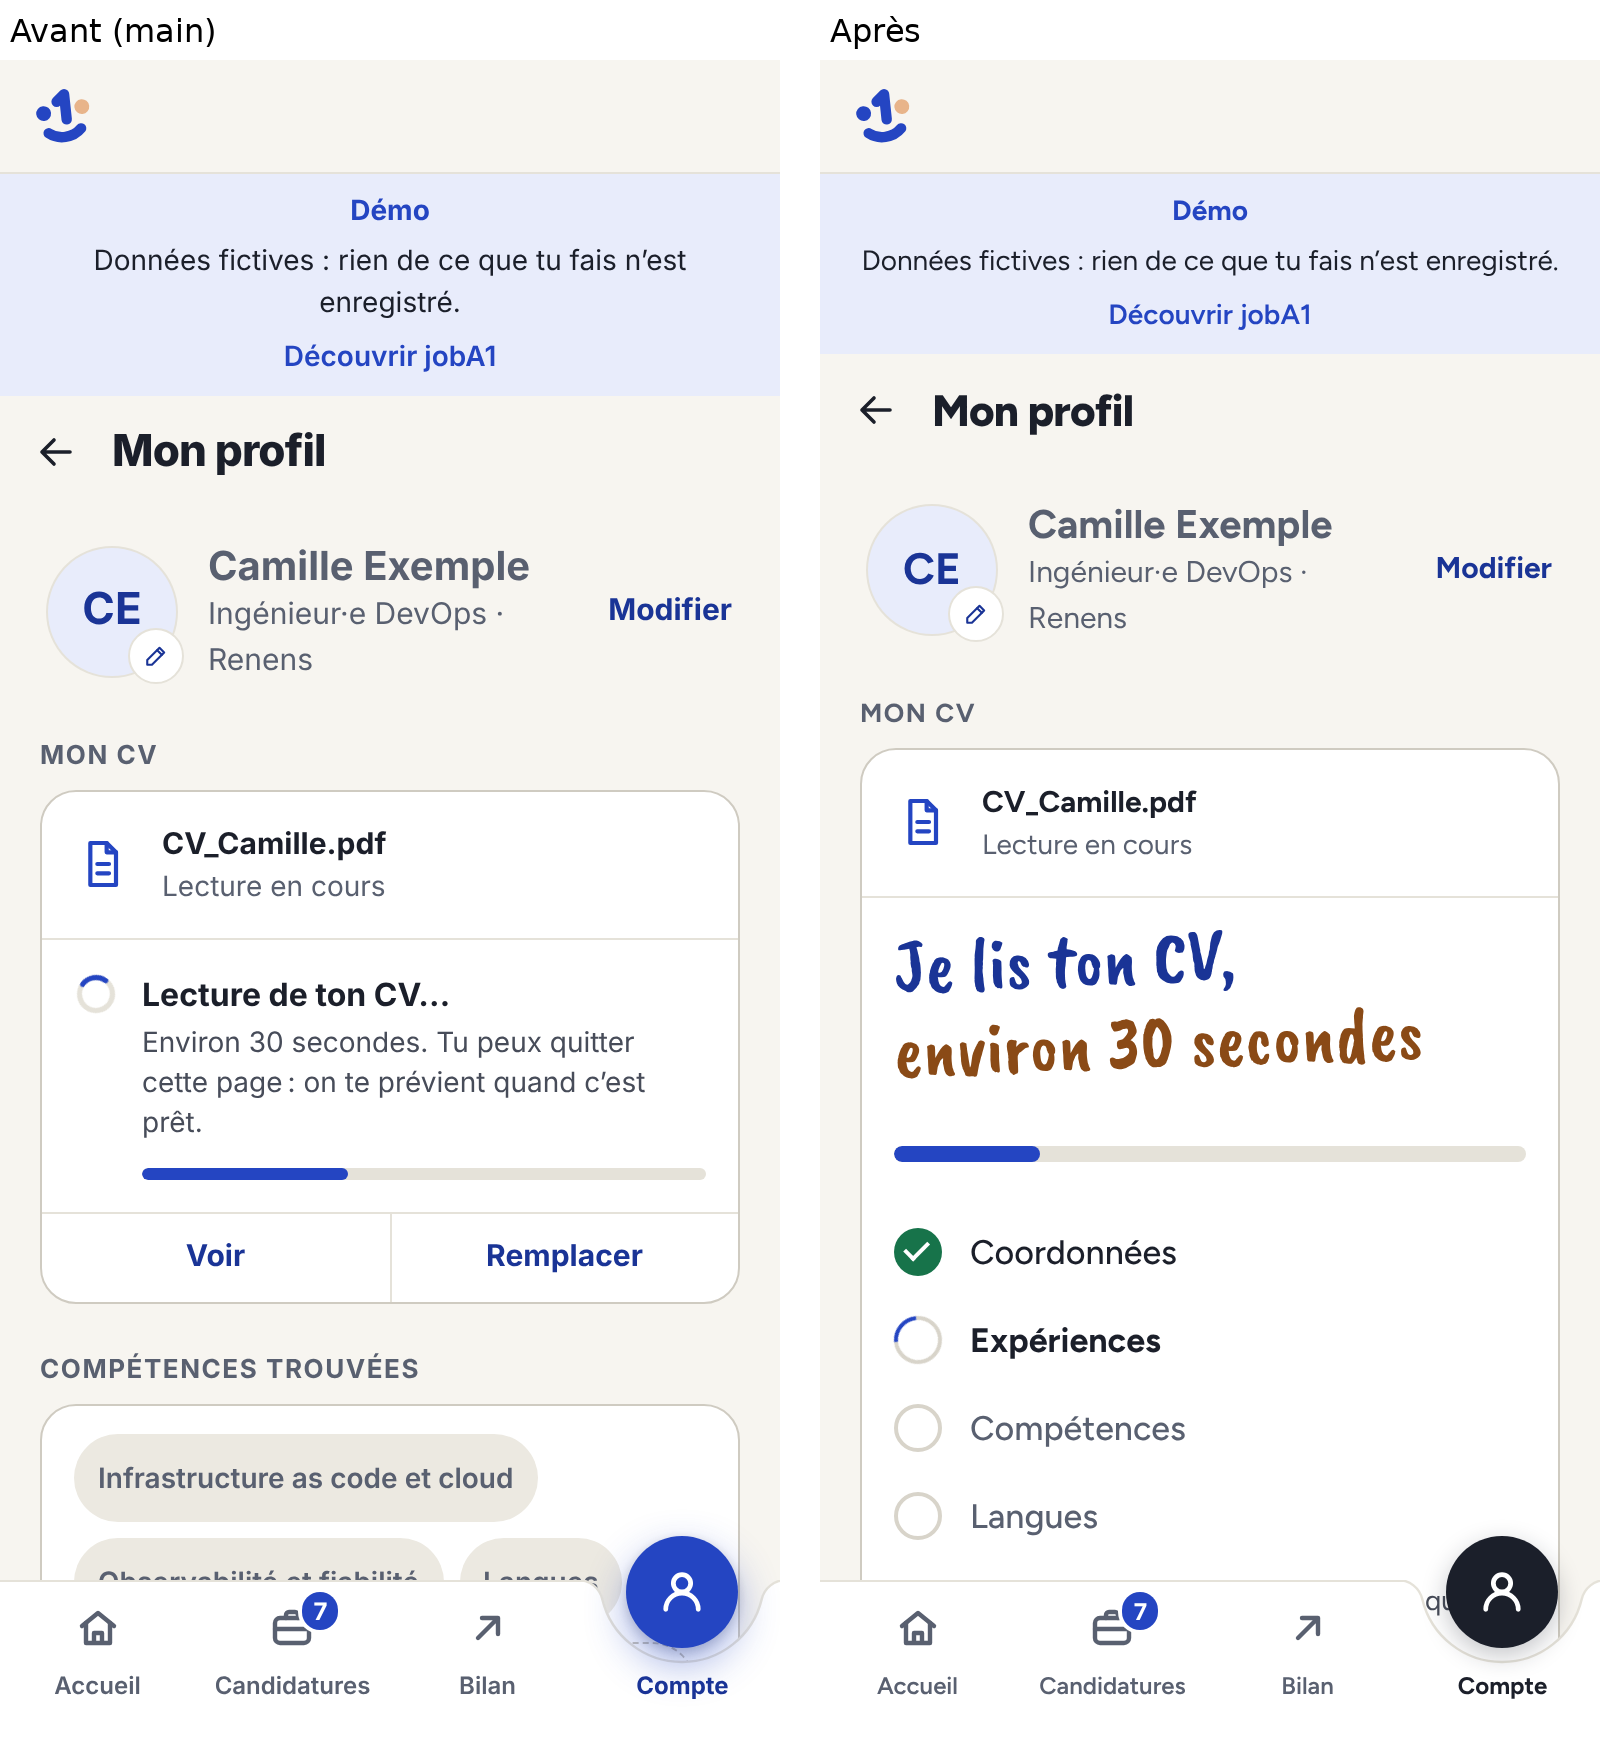 Avant (main)
Démo
Données fictives : rien de ce que tu fais n’est
enregistré.
Découvrir jobA1
Mon profil
CE
Camille Exemple
Ingénieur·e DevOps ·
Renens
Modifier
MON CV
CV_Camille.pdf
Lecture en cours
Lecture de ton CV…
Environ 30 secondes. Tu peux quitter
cette page : on te prévient quand c’est
prêt.
Voir
Remplacer
COMPÉTENCES TROUVÉES
Infrastructure as code et cloud
Observabilité et fiabilité
Langues
Accueil
7
Candidatures
Bilan
Compte
Après
Démo
Données fictives : rien de ce que tu fais n’est enregistré.
Découvrir jobA1
Mon profil
CE
Camille Exemple
Ingénieur·e DevOps ·
Renens
Modifier
MON CV
CV_Camille.pdf
Lecture en cours
Je lis ton CV,
environ 30 secondes
Coordonnées
Expériences
Compétences
Langues
Accueil
7
Candidatures
Bilan
Compte